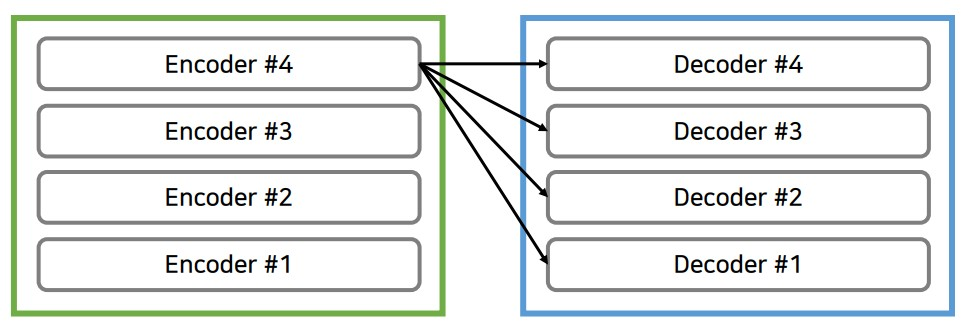 Encoder #4
Encoder #3
Encoder #2
Encoder #1
Decoder #4
Decoder #3
Decoder #2
Decoder #1